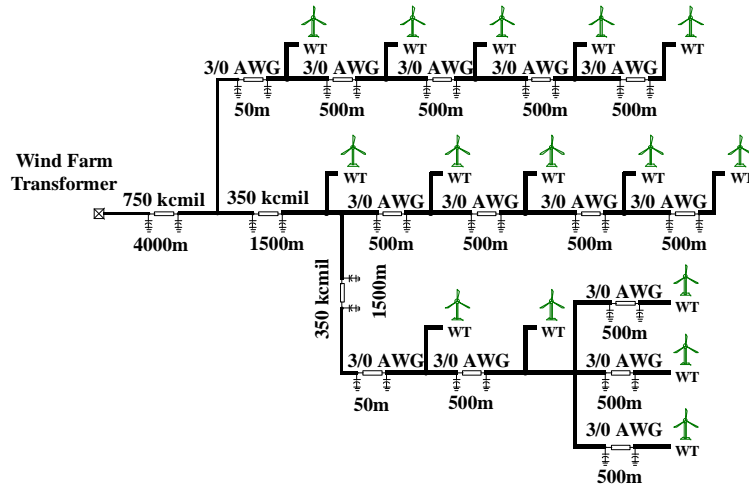 WT WT WT WT WT
3/0 AWG 3/0 AWG 3/0 AWG 3/0 AWG 3/0 AWG
50m 500m 500m 500m 500m
Wind Farm
Transformer
WT WT WT WT WT
750 kcmil 350 kcmil 3/0 AWG 3/0 AWG 3/0 AWG 3/0 AWG
4000m 1500m 500m 500m 500m 500m
350 kcmil 1500m
WT WT
3/0 AWG WT
500m
3/0 AWG 3/0 AWG 3/0 AWG WT
50m 500m 500m
3/0 AWG WT
500m